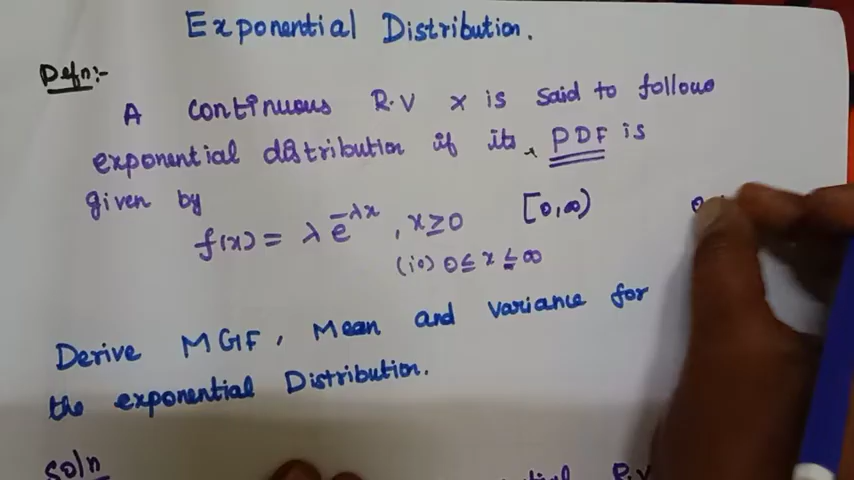 Exponential Distribution.
Defn:-
A continuous R.V x is said to follows
exponential distribution if its PDF is
given by
f(x) = λ e^{-λx}, x ≥ 0 [0,∞)
(ie) 0 ≤ x ≤ ∞
Derive MGF, Mean and variance for
the exponential Distribution.
Soln
R.V